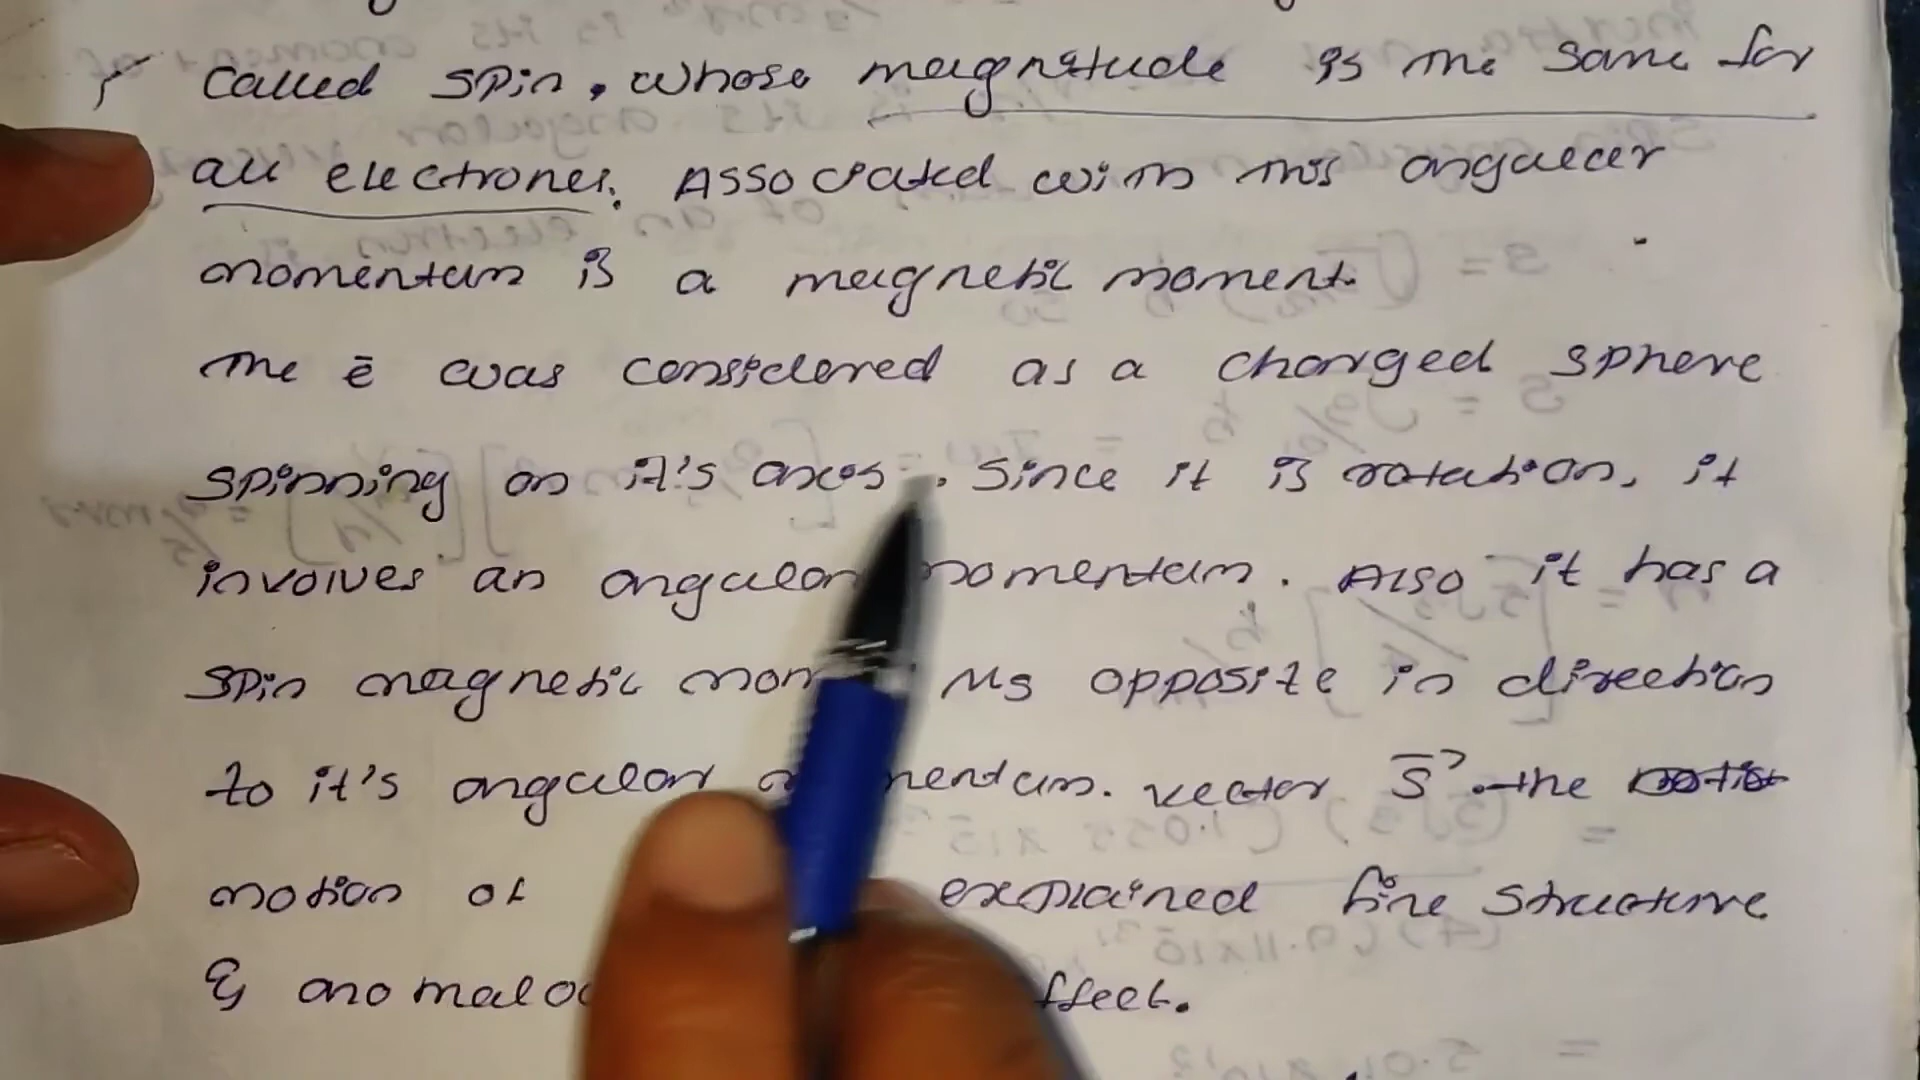 Called spin, whose magnitude is the same for
all electrones. Associated with this angular
momentum is a magnetic moment.
The ē was considered as a charged sphere
spinning on it's axis. Since it is rotation, it
involves an angular momentum. Also it has a
spin magnetic mom Ms opposite in direction
to it's angular mentum. vector S⃗. the
motion of explained fine structure
& anomalo ffect.